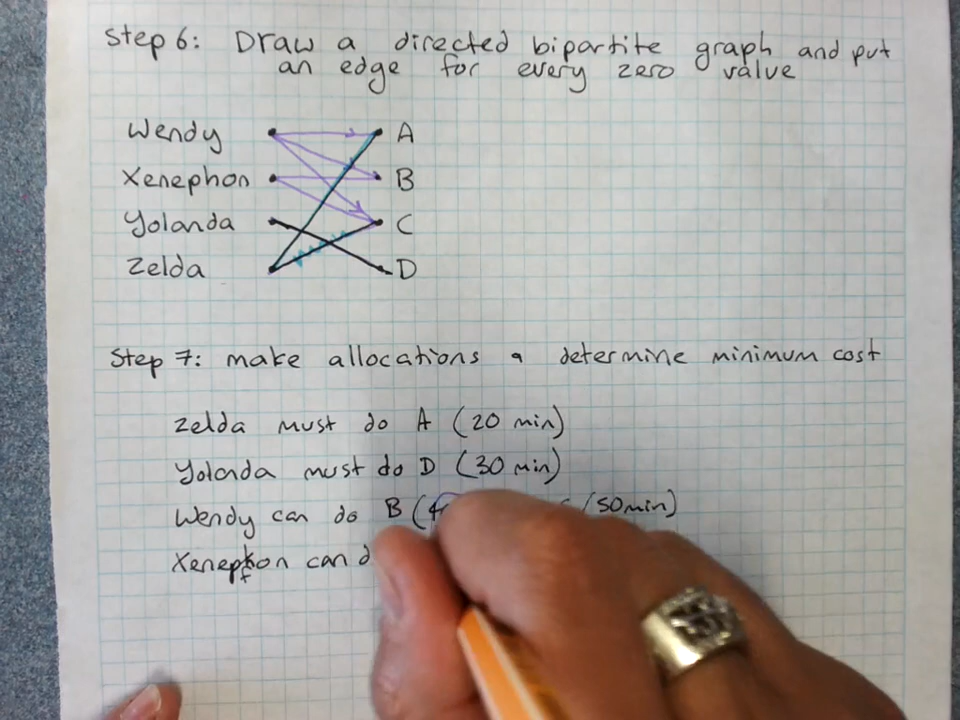 Step 6: Draw a directed bipartite graph and put
an edge for every zero value
Wendy A
Xenephon B
Yolanda C
Zelda D
Step 7: make allocations & determine minimum cost
Zelda must do A (20 min)
Yolanda must do D (30 min)
Wendy can do B ( (50min)
Xenephon can